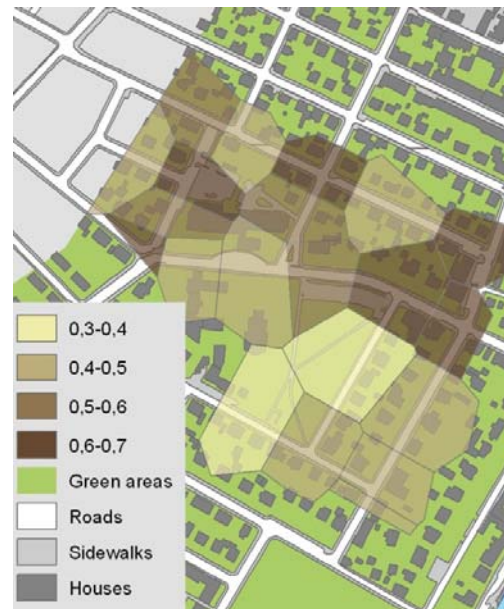 0,3-0,4
0,4-0,5
0,5-0,6
0,6-0,7
Green areas
Roads
Sidewalks
Houses